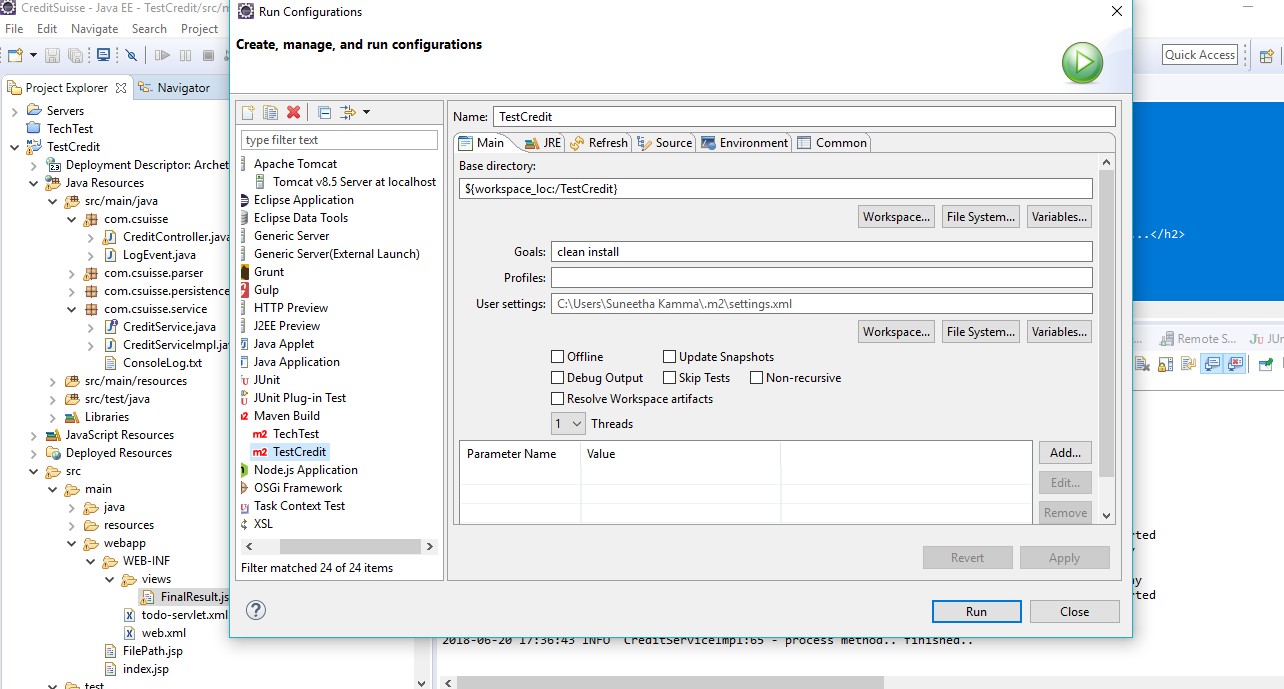 CreditSuisse - Java EE - TestCredit/src/m
File Edit Navigate Search Project
Quick Access
Project Explorer Navigator
Servers
TechTest
TestCredit
Deployment Descriptor: Archet
Java Resources
src/main/java
com.csuisse
CreditController.java
LogEvent.java
com.csuisse.parser
com.csuisse.persistence
com.csuisse.service
CreditService.java
CreditServiceImpl.jav
ConsoleLog.txt
src/main/resources
src/test/java
Libraries
JavaScript Resources
Deployed Resources
src
main
java
resources
webapp
WEB-INF
views
FinalResult.js
todo-servlet.xml
web.xml
FilePath.jsp
index.jsp
test
Run Configurations
Create, manage, and run configurations
type filter text
Apache Tomcat
Tomcat v8.5 Server at localhost
Eclipse Application
Eclipse Data Tools
Generic Server
Generic Server(External Launch)
Grunt
Gulp
HTTP Preview
J2EE Preview
Java Applet
Java Application
JUnit
JUnit Plug-in Test
Maven Build
m2 TechTest
m2 TestCredit
Node.js Application
OSGi Framework
Task Context Test
XSL
Filter matched 24 of 24 items
Name: TestCredit
Main JRE Refresh Source Environment Common
Base directory:
${workspace_loc:/TestCredit}
Workspace... File System... Variables...
Goals: clean install
Profiles:
User settings: C:\Users\Suneetha Kamma\.m2\settings.xml
Workspace... File System... Variables...
Offline Update Snapshots
Debug Output Skip Tests Non-recursive
Resolve Workspace artifacts
1 Threads
Parameter Name Value
Add...
Edit...
Remove
Revert Apply
Run Close
...</h2>
Remote S... Ju JUn
rted
by
rted
2018-06-20 17:36:43 INFO CreditServiceImpl:65 - process method.. finished..